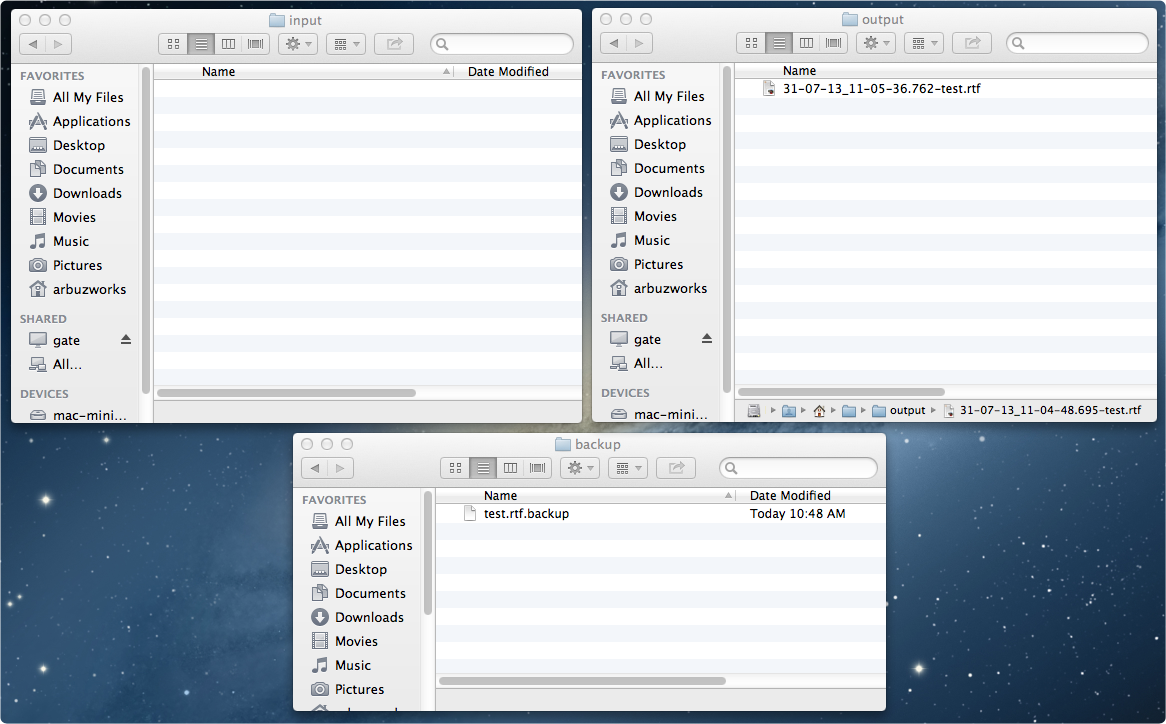 input
Name Date Modified
FAVORITES
All My Files
Applications
Desktop
Documents
Downloads
Movies
Music
Pictures
arbuzworks
SHARED
gate
All...
DEVICES
mac-mini...
output
Name
FAVORITES
31-07-13_11-05-36.762-test.rtf
All My Files
Applications
Desktop
Documents
Downloads
Movies
Music
Pictures
arbuzworks
SHARED
gate
All...
DEVICES
mac-mini...
output 31-07-13_11-04-48.695-test.rtf
backup
Name Date Modified
FAVORITES
test.rtf.backup Today 10:48 AM
All My Files
Applications
Desktop
Documents
Downloads
Movies
Music
Pictures